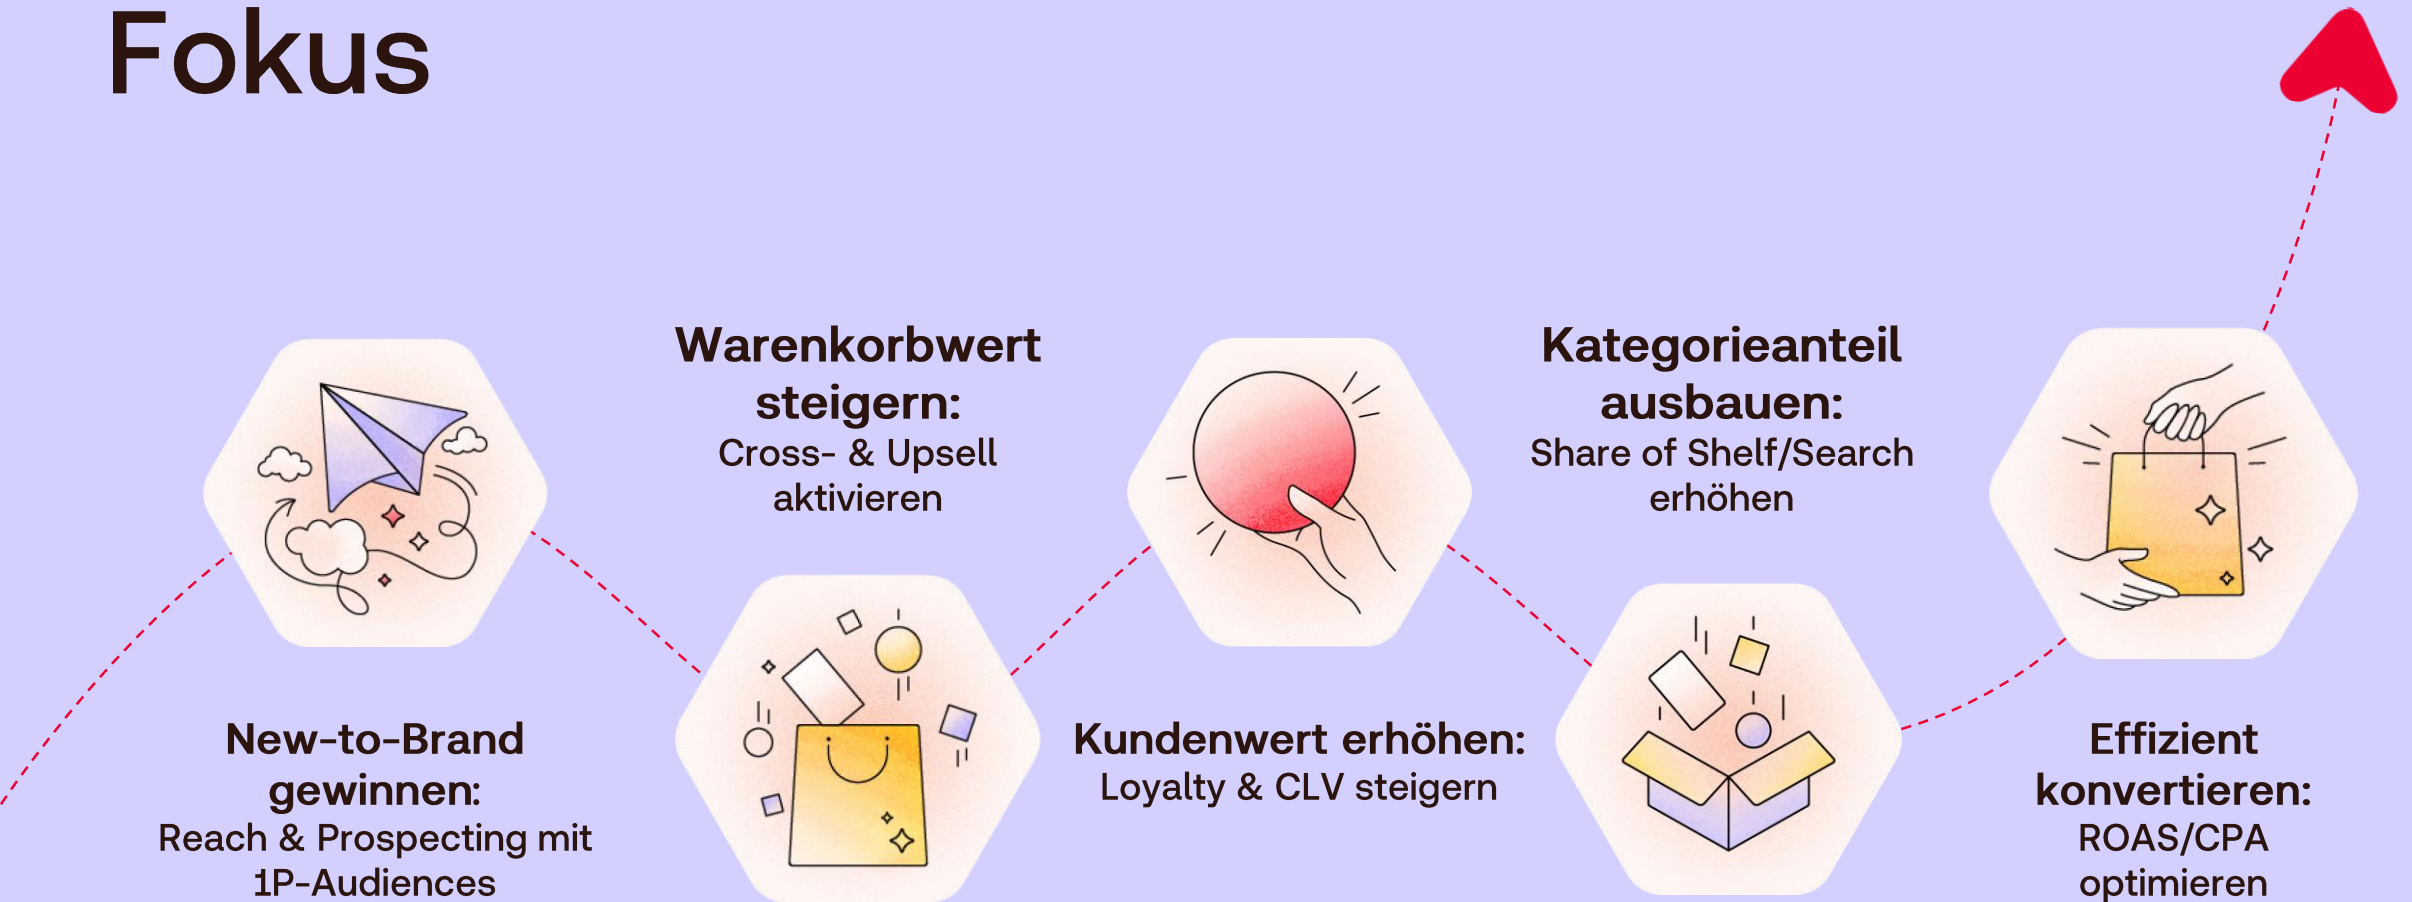 Fokus
New-to-Brand
gewinnen:
Reach & Prospecting mit
1P-Audiences
Warenkorbwert
steigern:
Cross- & Upsell
aktivieren
Kundenwert erhöhen:
Loyalty & CLV steigern
Kategorieanteil
ausbauen:
Share of Shelf/Search
erhöhen
Effizient
konvertieren:
ROAS/CPA
optimieren